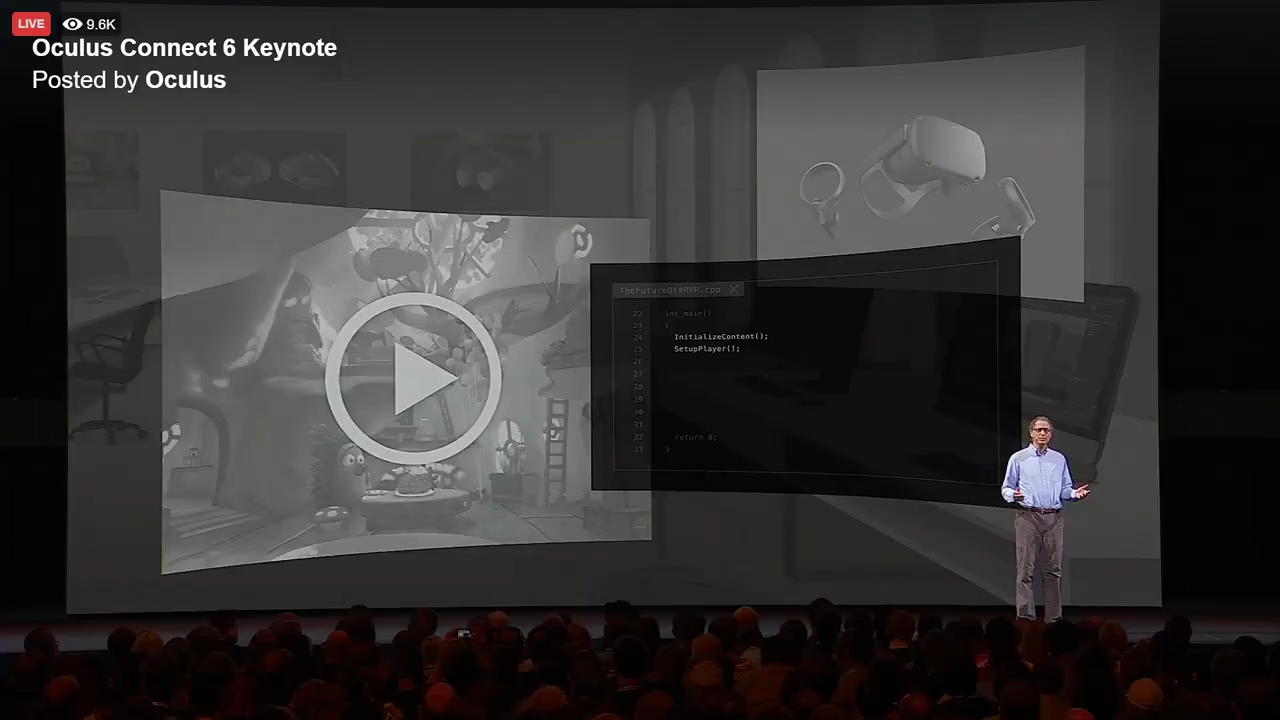 LIVE 9.6K
Oculus Connect 6 Keynote
Posted by Oculus
TheFutureOfARVR.cpp
22 int main()
23 {
24 InitializeContent();
25 SetupPlayer();
26
27
28
29
30
31
32 return 0;
33 }